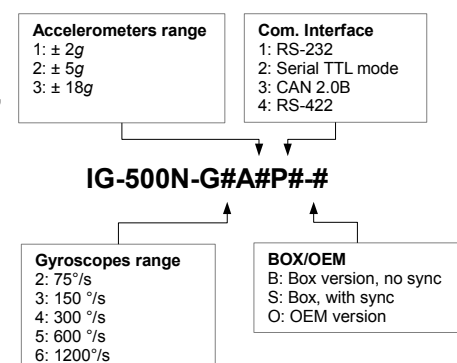 Accelerometers range
1: ± 2g
2: ± 5g
3: ± 18g
Com. Interface
1: RS-232
2: Serial TTL mode
3: CAN 2.0B
4: RS-422
IG-500N-G#A#P#-#
Gyroscopes range
2: 75°/s
3: 150 °/s
4: 300 °/s
5: 600 °/s
6: 1200°/s
BOX/OEM
B: Box version, no sync
S: Box, with sync
O: OEM version